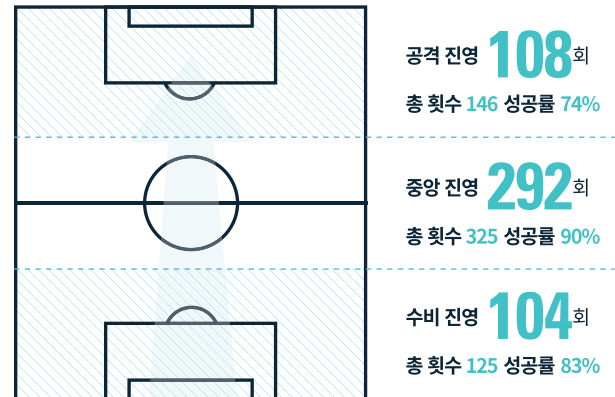 공격 진영 108회
총 횟수 146 성공률 74%
중앙 진영 292회
총 횟수 325 성공률 90%
수비 진영 104회
총 횟수 125 성공률 83%